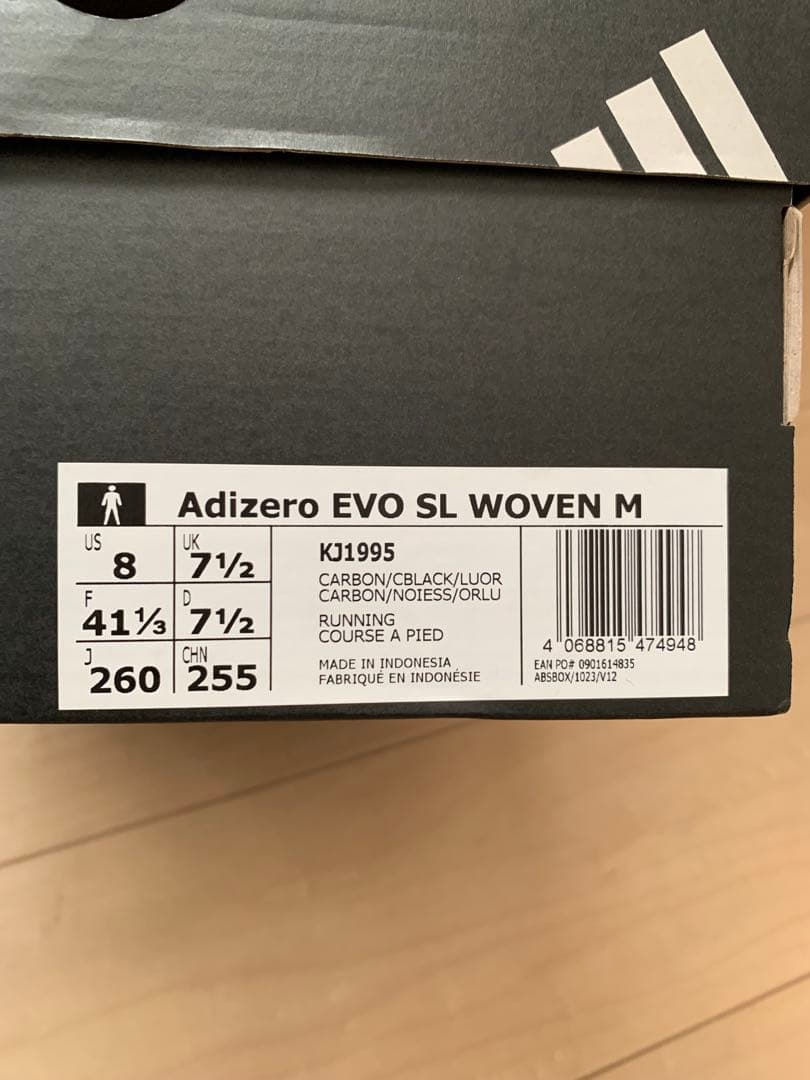 Adizero EVO SL WOVEN M
US 8 UK 7½
F 41⅓ D 7½
J 260 CHN 255
KJ1995
CARBON/CBLACK/LUOR
CARBON/NOIESS/ORLU
RUNNING
COURSE A PIED
MADE IN INDONESIA
FABRIQUÉ EN INDONÉSIE
4 068815 474948
EAN PO# 0901614835
ABSBOX/1023/V12